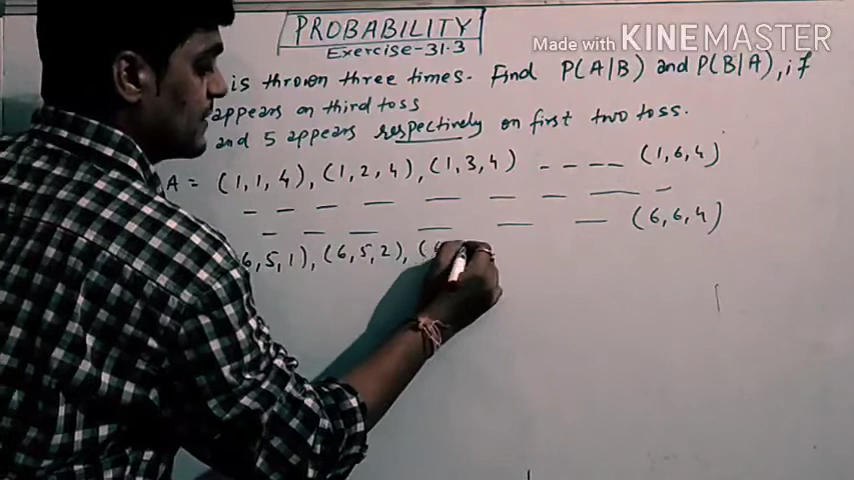 PROBABILITY
Exercise-31.3
Made with KINEMASTER
is thrown three times. Find P(A|B) and P(B|A), if
appears on third toss
and 5 appears respectively on first two toss.
A = (1,1,4), (1,2,4), (1,3,4) - - - - (1,6,4)
(6,6,4)
6,5,1), (6,5,2), (